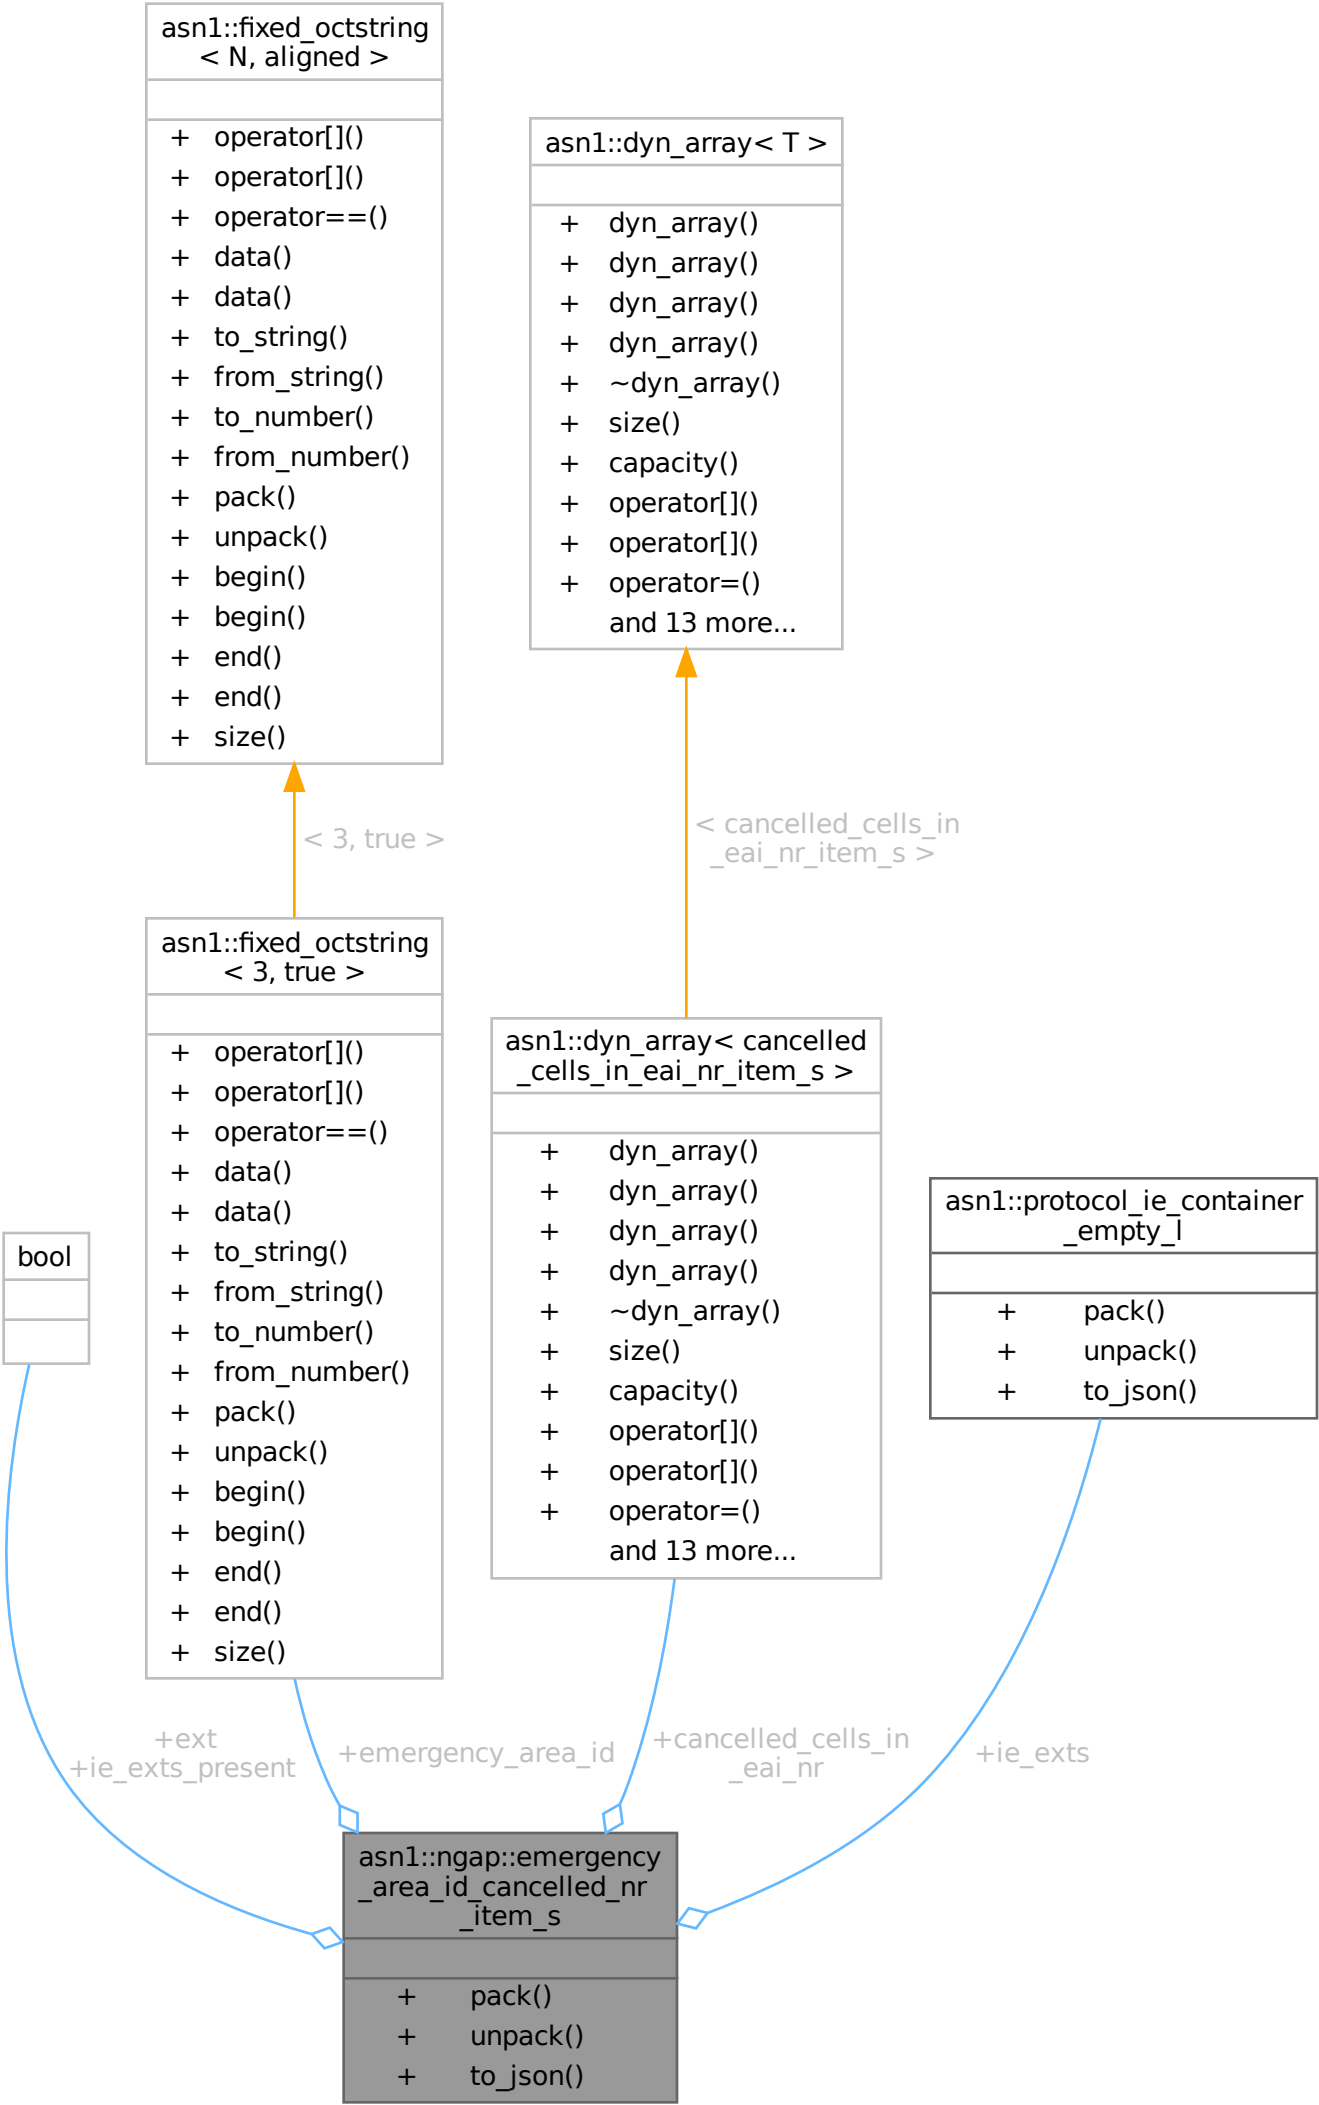 asn1::fixed_octstring
< N, aligned >
+ operator[]()
+ operator[]()
+ operator==()
+ data()
+ data()
+ to_string()
+ from_string()
+ to_number()
+ from_number()
+ pack()
+ unpack()
+ begin()
+ begin()
+ end()
+ end()
+ size()
asn1::dyn_array< T >
+ dyn_array()
+ dyn_array()
+ dyn_array()
+ dyn_array()
+ ~dyn_array()
+ size()
+ capacity()
+ operator[]()
+ operator[]()
+ operator=()
and 13 more...
< 3, true >
< cancelled_cells_in
_eai_nr_item_s >
asn1::fixed_octstring
< 3, true >
+ operator[]()
+ operator[]()
+ operator==()
+ data()
+ data()
+ to_string()
+ from_string()
+ to_number()
+ from_number()
+ pack()
+ unpack()
+ begin()
+ begin()
+ end()
+ end()
+ size()
asn1::dyn_array< cancelled
_cells_in_eai_nr_item_s >
+ dyn_array()
+ dyn_array()
+ dyn_array()
+ dyn_array()
+ ~dyn_array()
+ size()
+ capacity()
+ operator[]()
+ operator[]()
+ operator=()
and 13 more...
asn1::protocol_ie_container
_empty_l
+ pack()
+ unpack()
+ to_json()
bool
+ext
+ie_exts_present
+emergency_area_id
+cancelled_cells_in
_eai_nr
+ie_exts
asn1::ngap::emergency
_area_id_cancelled_nr
_item_s
+ pack()
+ unpack()
+ to_json()